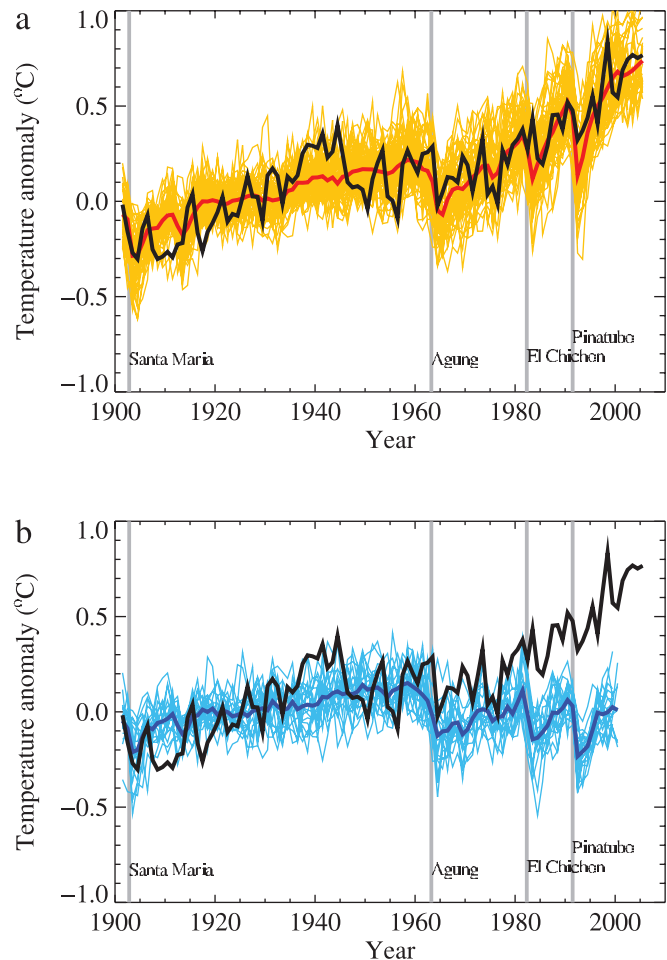 a
1.0
0.5
0.0
−0.5
−1.0
Temperature anomaly (ºC)
Santa Maria
Agung
El Chichon
Pinatubo
1900 1920 1940 1960 1980 2000
Year
b
1.0
0.5
0.0
−0.5
−1.0
Temperature anomaly (ºC)
Santa Maria
Agung
El Chichon
Pinatubo
1900 1920 1940 1960 1980 2000
Year